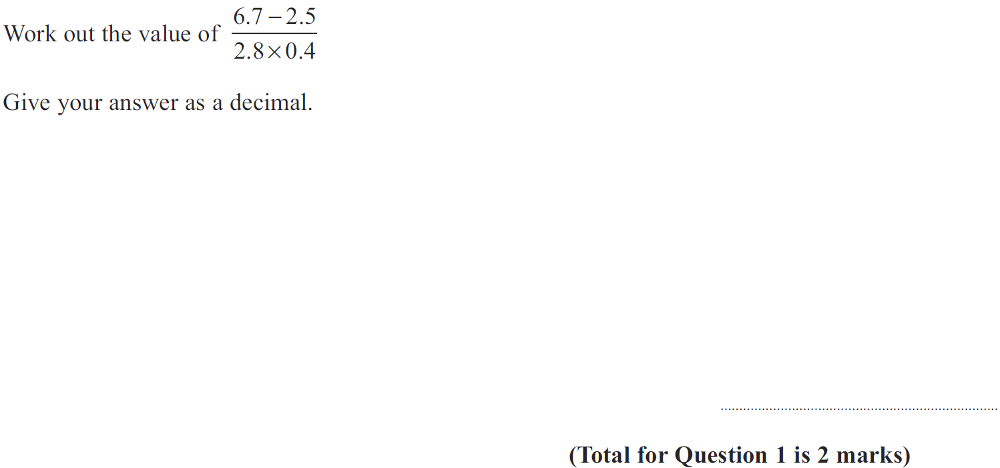 Work out the value of (6.7 − 2.5)/(2.8 × 0.4)
Give your answer as a decimal.
(Total for Question 1 is 2 marks)